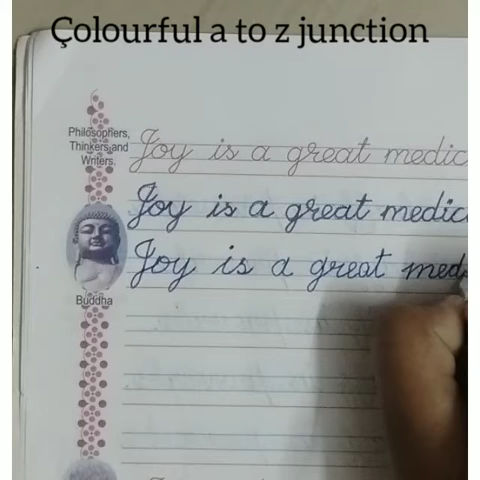 Çolourful a to z junction
Philosophers,
Thinkers and
Writers.
Joy is a great medic
Joy is a great medic
Joy is a great med
Buddha